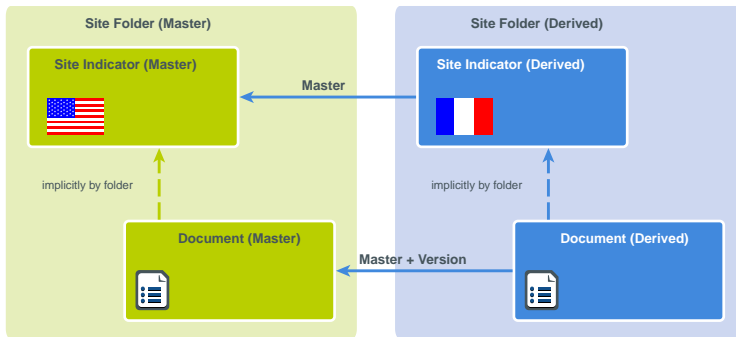 Site Folder (Master)
Site Folder (Derived)
Site Indicator (Master)
Site Indicator (Derived)
Master
implicitly by folder
implicitly by folder
Document (Master)
Document (Derived)
Master + Version